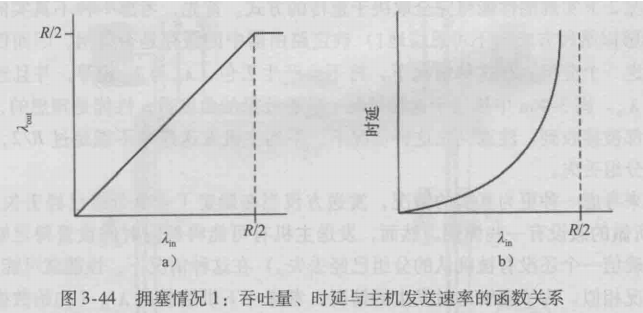 R/2
λout
λin
R/2
a)
时延
λin
R/2
b)
图 3-44 拥塞情况 1：吞吐量、时延与主机发送速率的函数关系